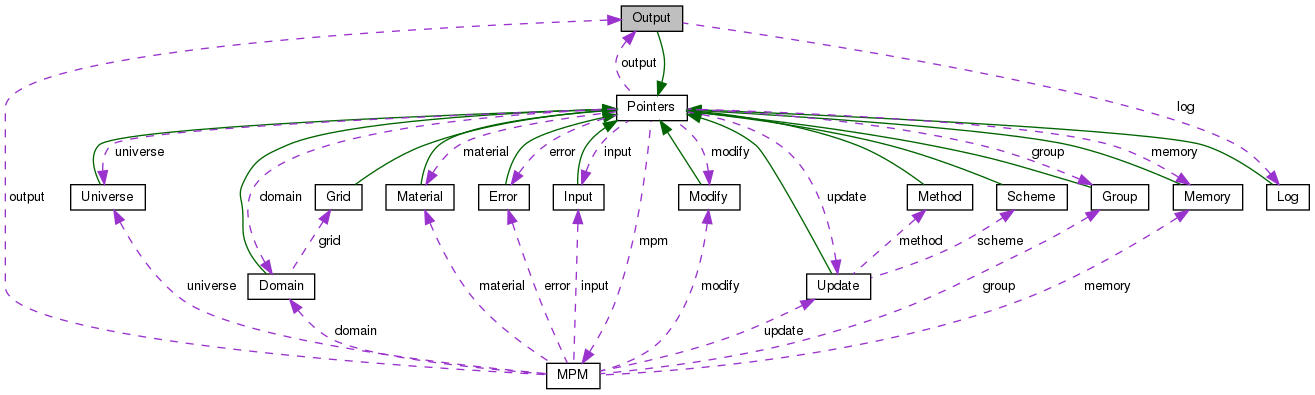 Output
output
Pointers
log
universe
material
error
input
modify
group
memory
domain
update
output
Universe
Grid
Material
Error
Input
Modify
Method
Scheme
Group
Memory
Log
grid
mpm
method
scheme
Domain
Update
universe
material
error
input
modify
group
memory
domain
update
MPM